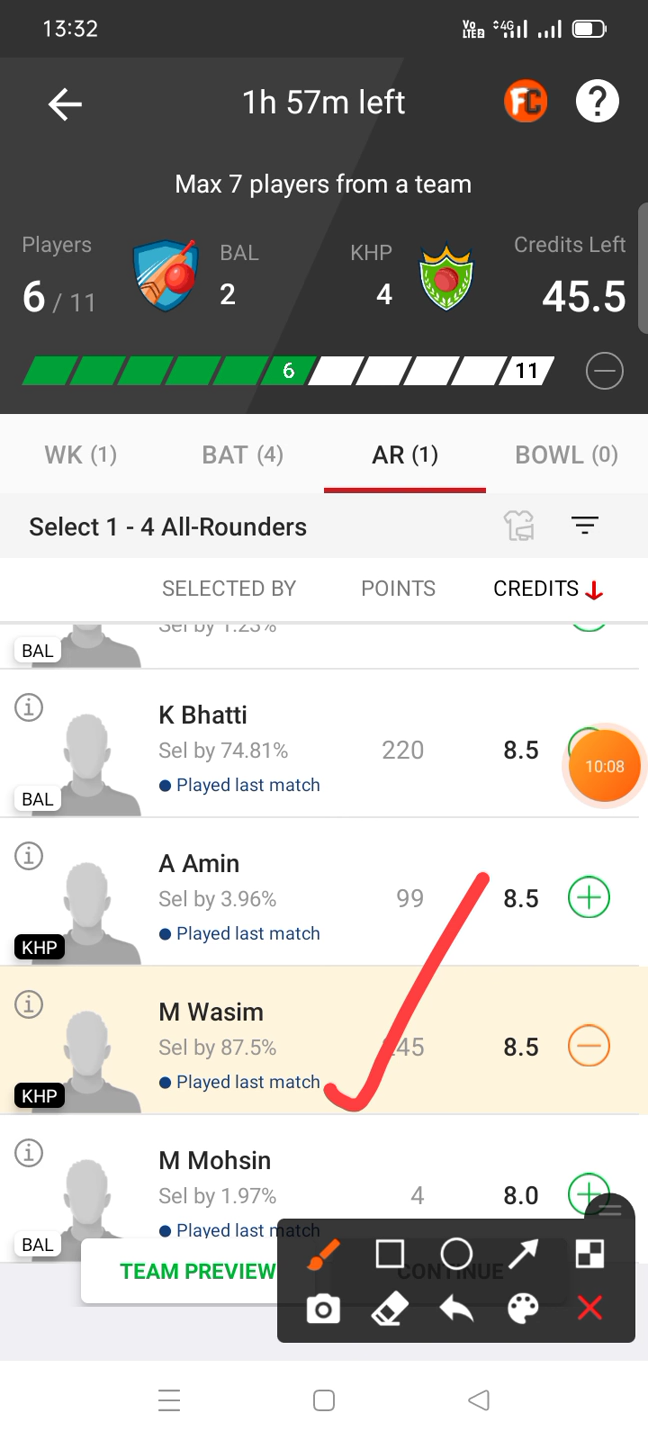 13:32
Vo LTE B 4G
1h 57m left
FC ?
Max 7 players from a team
Players BAL KHP Credits Left
6 / 11 2 4 45.5
6 11
WK (1) BAT (4) AR (1) BOWL (0)
Select 1 - 4 All-Rounders
SELECTED BY POINTS CREDITS
Sel by 1.23%
BAL
K Bhatti
Sel by 74.81% 220 8.5
10:08
Played last match
BAL
A Amin
Sel by 3.96% 99 8.5
Played last match
KHP
M Wasim
Sel by 87.5% 45 8.5
Played last match
KHP
M Mohsin
Sel by 1.97% 4 8.0
Played last match
BAL
TEAM PREVIEW CONTINUE